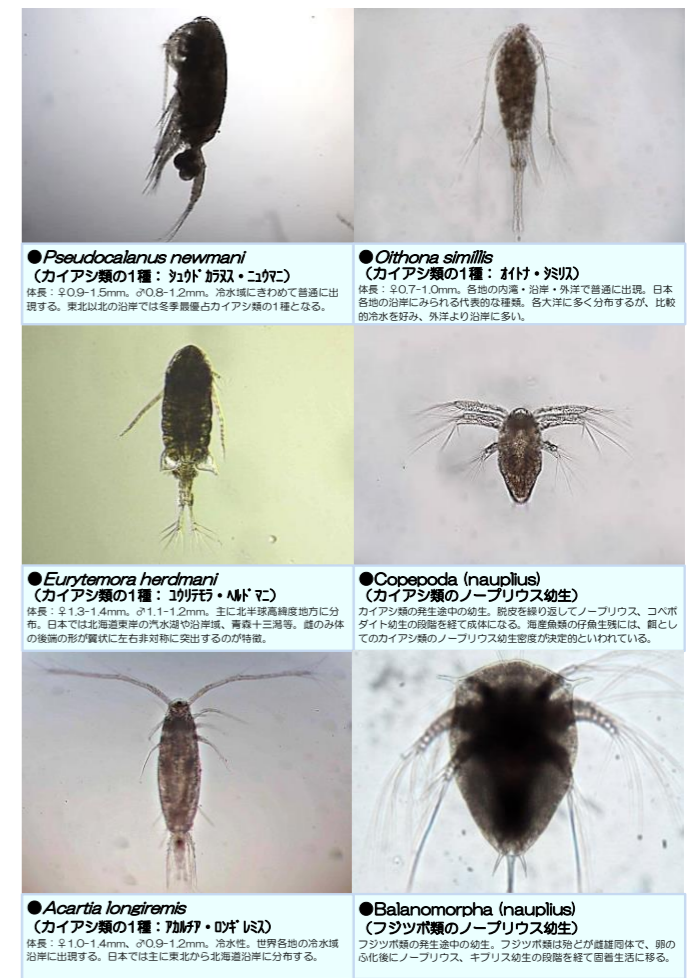 ●Pseudocalanus newmani
（カイアシ類の1種： ｼｭｳﾄﾞｶﾗﾇｽ・ﾆｭｳﾏﾆ）
体長：♀0.9-1.5mm。♂0.8-1.2mm。冷水域にきわめて普通に出
現する。東北以北の沿岸では冬季最優占カイアシ類の1種となる。
●Oithona simillis
（カイアシ類の1種： ｵｲﾄﾅ・ｼﾐﾘｽ）
体長：♀0.7-1.0mm。各地の内湾・沿岸・外洋で普通に出現。日本
各地の沿岸にみられる代表的な種類。各大洋に多く分布するが、比較
的冷水を好み、外洋より沿岸に多い。
●Eurytemora herdmani
（カイアシ類の1種： ﾕｳﾘﾃﾓﾗ・ﾍﾙﾄﾞﾏﾆ）
体長：♀1.3-1.4mm。♂1.1-1.2mm。主に北半球高緯度地方に分
布。日本では北海道東岸の汽水湖や沿岸域、青森十三潟等。雌のみ体
の後端の形が翼状に左右非対称に突出するのが特徴。
●Copepoda (nauplius)
（カイアシ類のノープリウス幼生）
カイアシ類の発生途中の幼生。脱皮を繰り返してノープリウス、コペポ
ダイト幼生の段階を経て成体になる。海産魚類の仔魚生残には、餌とし
てのカイアシ類のノープリウス幼生密度が決定的といわれている。
●Acartia longiremis
（カイアシ類の1種：ｱｶﾙﾁｱ・ﾛﾝｷﾞﾚﾐｽ）
体長：♀1.0-1.4mm、♂0.9-1.2mm。冷水性。世界各地の冷水域
沿岸に出現する。日本では主に東北から北海道沿岸に分布する。
●Balanomorpha (nauplius)
（フジツボ類のノープリウス幼生）
フジツボ類の発生途中の幼生。フジツボ類は殆どが雌雄同体で、卵の
ふ化後にノープリウス、キプリス幼生の段階を経て固着生活に移る。